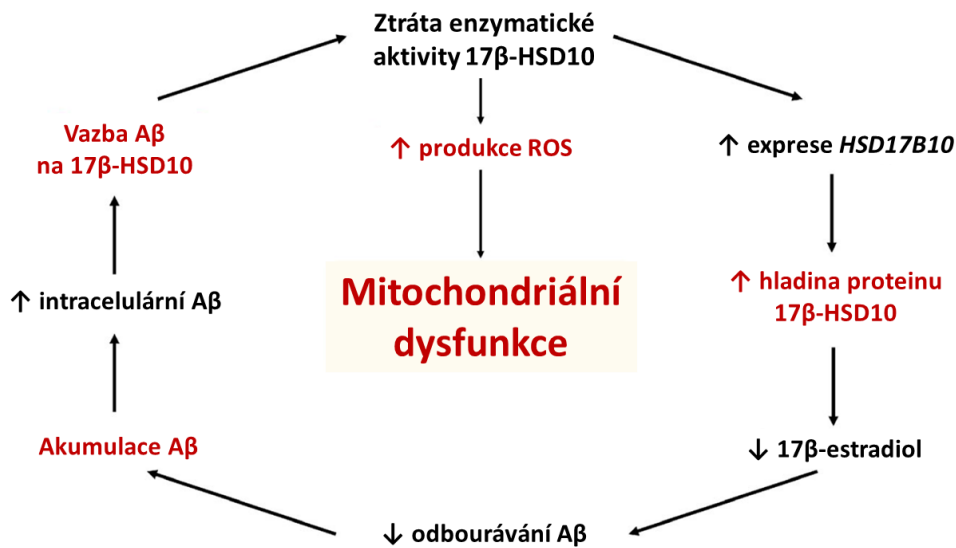 Ztráta enzymatické
aktivity 17β-HSD10
Vazba Aβ
na 17β-HSD10
↑ produkce ROS
↑ exprese HSD17B10
↑ intracelulární Aβ
Mitochondriální
dysfunkce
↑ hladina proteinu
17β-HSD10
Akumulace Aβ
↓ 17β-estradiol
↓ odbourávání Aβ